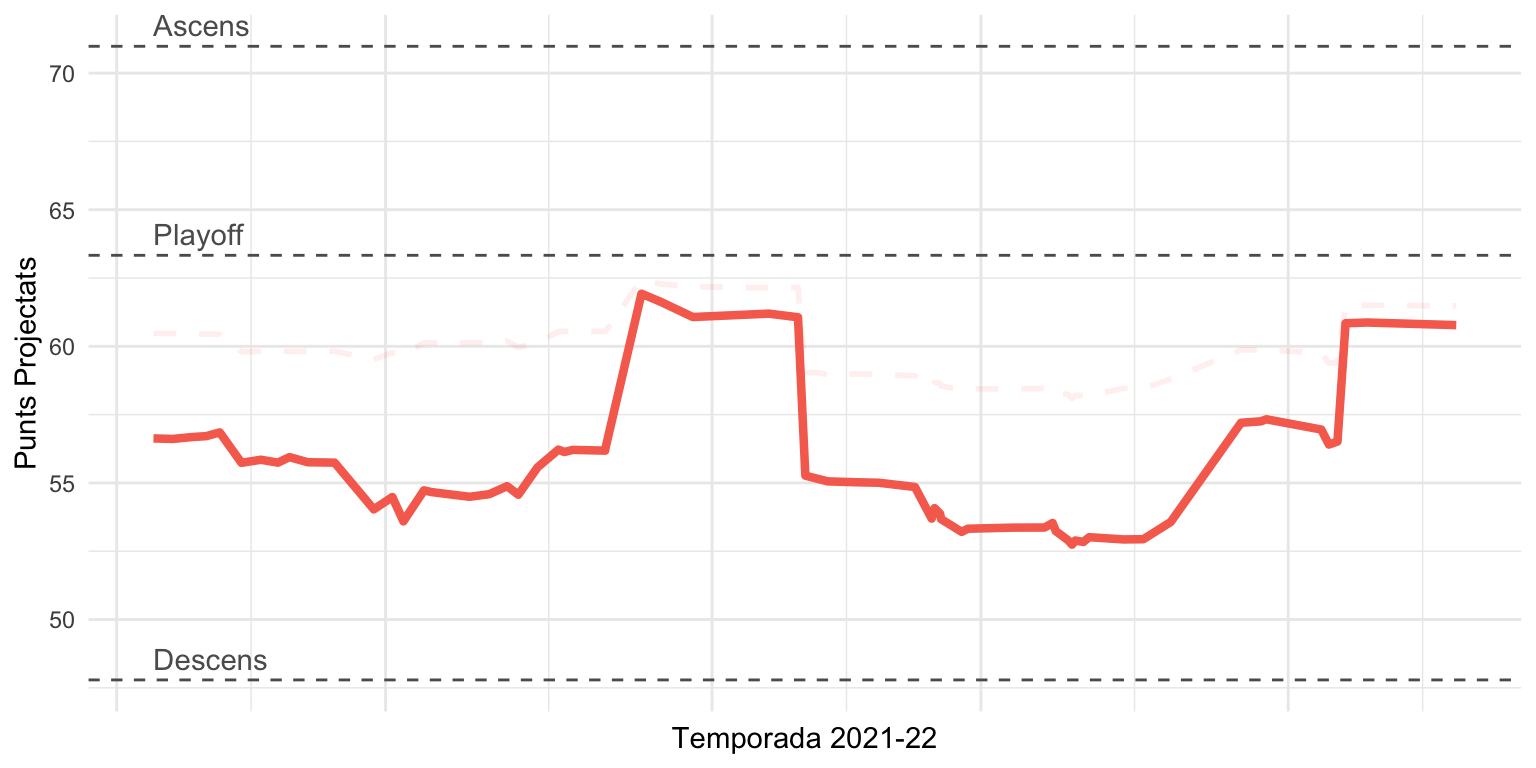 Ascens
70
65
Playoff
60
55
50
Descens
Punts Projectats
Temporada 2021-22